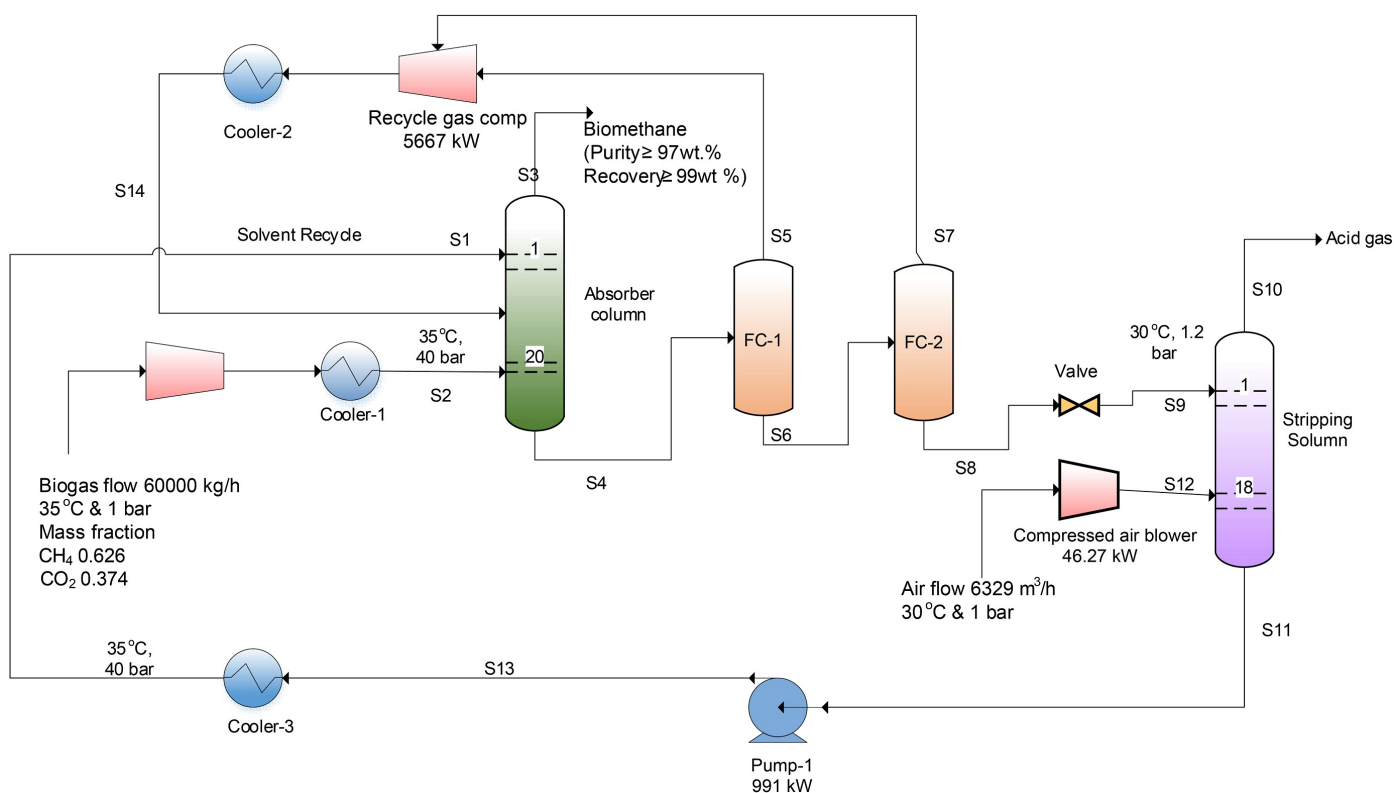 Cooler-2
Recycle gas comp
5667 kW
Biomethane
(Purity≥ 97wt.%
Recovery≥ 99wt %)
S3
S14
Solvent Recycle
S1
1
S5
S7
Acid gas
S10
Absorber
column
35°C,
40 bar
20
FC-1
FC-2
30°C, 1.2
bar
Valve
1
S9
Cooler-1
S2
Stripping
Solumn
S6
S8
S4
S12
18
Biogas flow 60000 kg/h
35°C & 1 bar
Mass fraction
CH₄ 0.626
CO₂ 0.374
Compressed air blower
46.27 kW
Air flow 6329 m³/h
30°C & 1 bar
S11
35°C,
40 bar
S13
Cooler-3
Pump-1
991 kW